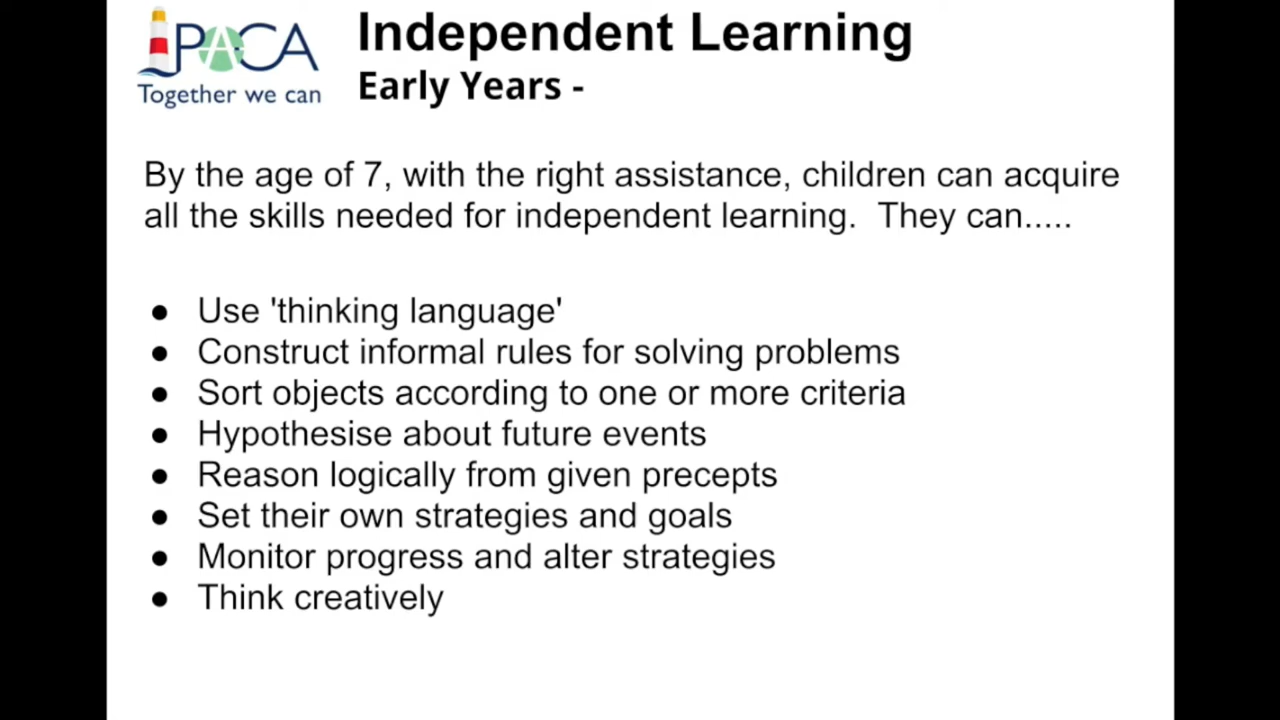 PACA
Together we can
Independent Learning
Early Years -
By the age of 7, with the right assistance, children can acquire
all the skills needed for independent learning.  They can.....
● Use 'thinking language'
● Construct informal rules for solving problems
● Sort objects according to one or more criteria
● Hypothesise about future events
● Reason logically from given precepts
● Set their own strategies and goals
● Monitor progress and alter strategies
● Think creatively